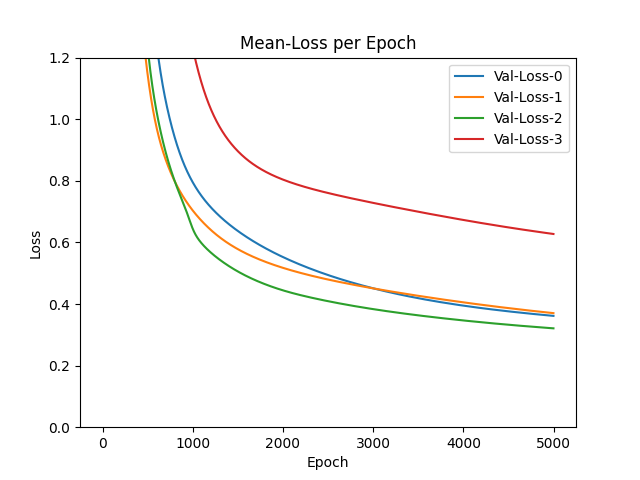 Mean-Loss per Epoch
1.2
1.0
0.8
0.6
0.4
0.2
0.0
Loss
Val-Loss-0
Val-Loss-1
Val-Loss-2
Val-Loss-3
0 1000 2000 3000 4000 5000
Epoch